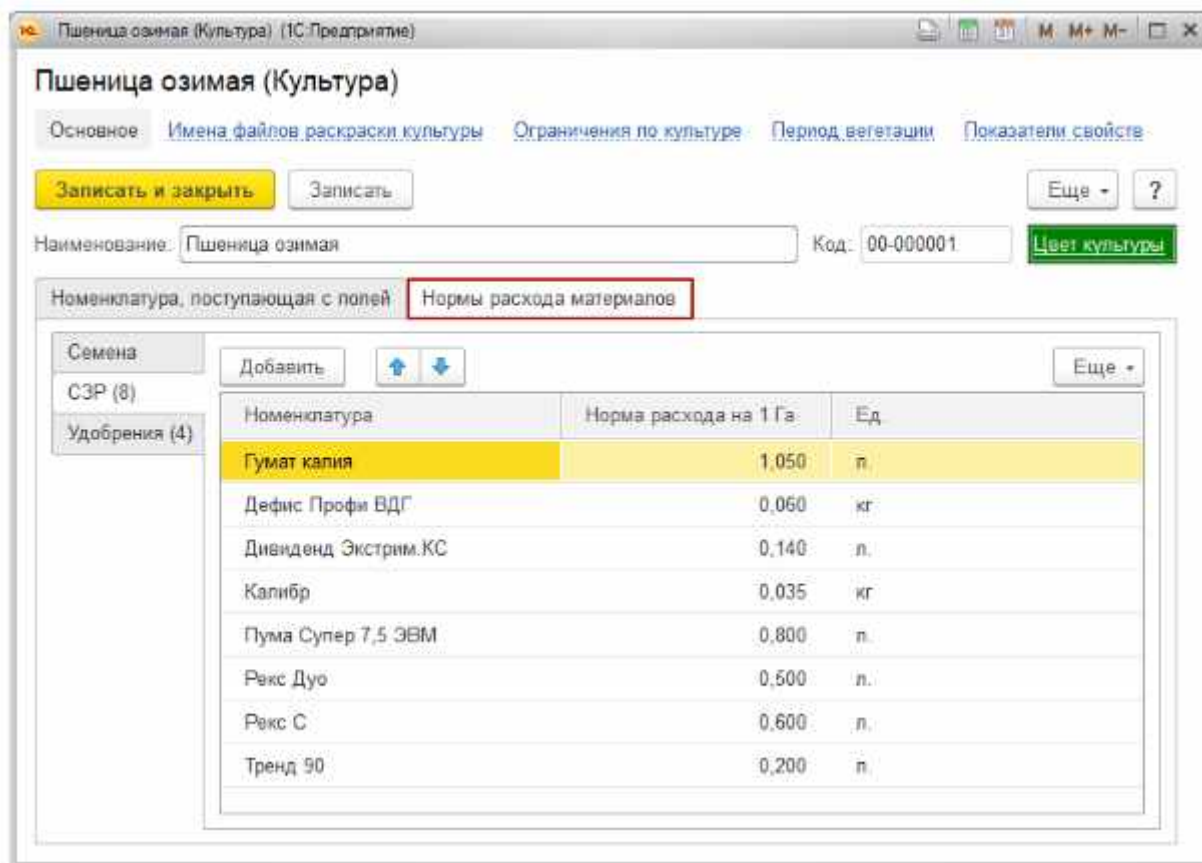 Пшеница озимая (Культура) (1С:Предприятие) M M+ M-
Пшеница озимая (Культура)
Основное Имена файлов раскраски культуры Ограничения по культуре Период вегетации Показатели свойств
Записать и закрыть Записать Еще ?
Наименование: Пшеница озимая Код: 00-000001 Цвет культуры
Номенклатура, поступающая с полей Нормы расхода материалов
Семена
СЗР (8)
Удобрения (4)
Добавить Еще
Номенклатура Норма расхода на 1 Га Ед.
Гумат калия 1,050 л.
Дефис Профи ВДГ 0,060 кг
Дивиденд Экстрим.КС 0,140 л.
Калибр 0,035 кг
Пума Супер 7,5 ЭВМ 0,800 л.
Рекс Дуо 0,500 л.
Рекс С 0,600 л.
Тренд 90 0,200 л.